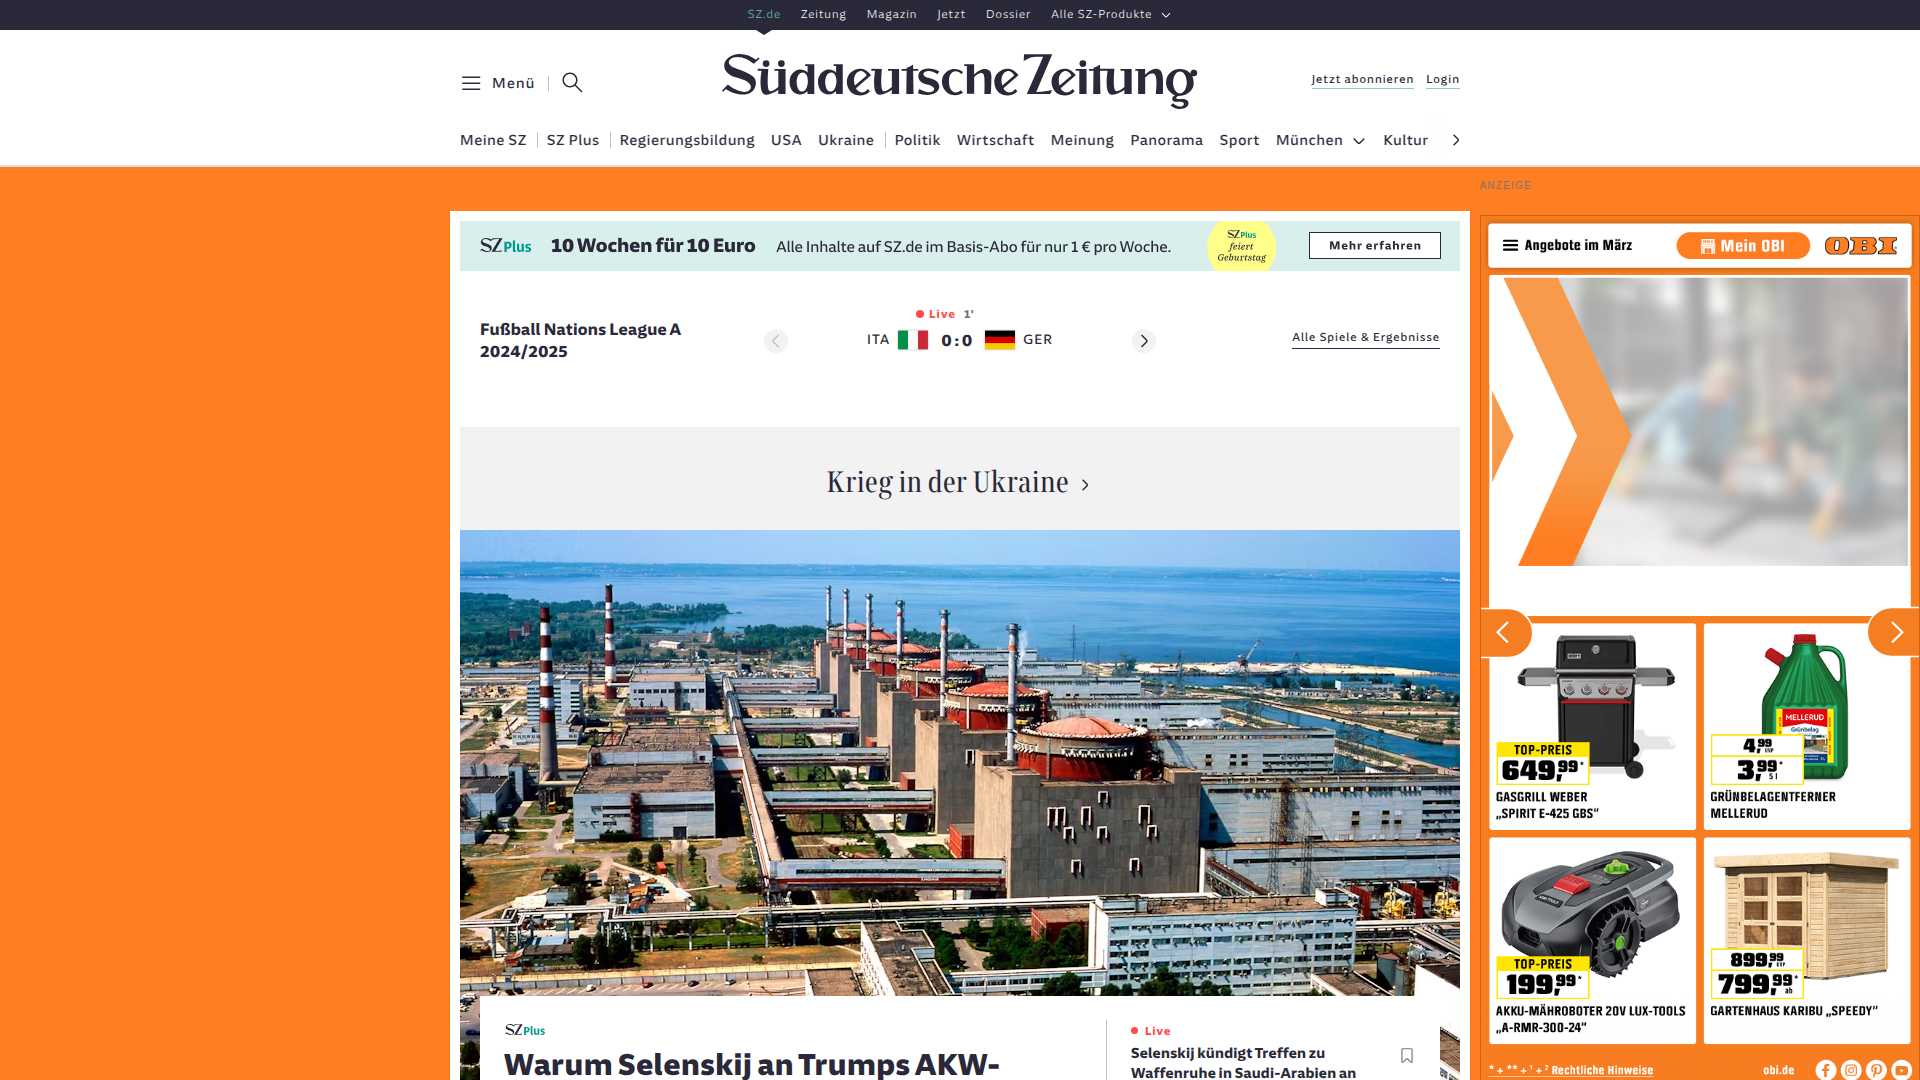 SZ.de Zeitung Magazin Jetzt Dossier Alle SZ-Produkte
Menü
Süddeutsche Zeitung
Jetzt abonnieren Login
Meine SZ SZ Plus Regierungsbildung USA Ukraine Politik Wirtschaft Meinung Panorama Sport München Kultur
ANZEIGE
SZ Plus 10 Wochen für 10 Euro Alle Inhalte auf SZ.de im Basis-Abo für nur 1 € pro Woche.
SZ Plus
feiert
Geburtstag
Mehr erfahren
Fußball Nations League A
2024/2025
Live 1'
ITA 0:0 GER
Alle Spiele & Ergebnisse
Krieg in der Ukraine
SZ Plus
Warum Selenskij an Trumps AKW-
Live
Selenskij kündigt Treffen zu
Waffenruhe in Saudi-Arabien an
Angebote im März
Mein OBI
OBI
TOP-PREIS
649,99*
GASGRILL WEBER
„SPIRIT E-425 GBS“
MELLERUD
Grünbelag
4,99 UVP
3,99* 5 l
GRÜNBELAGENTFERNER
MELLERUD
TOP-PREIS
199,99*
AKKU-MÄHROBOTER 20V LUX-TOOLS
„A-RMR-300-24“
899,99 UVP
799,99* ab
GARTENHAUS KARIBU „SPEEDY“
* + ** + ¹ + ² Rechtliche Hinweise
obi.de